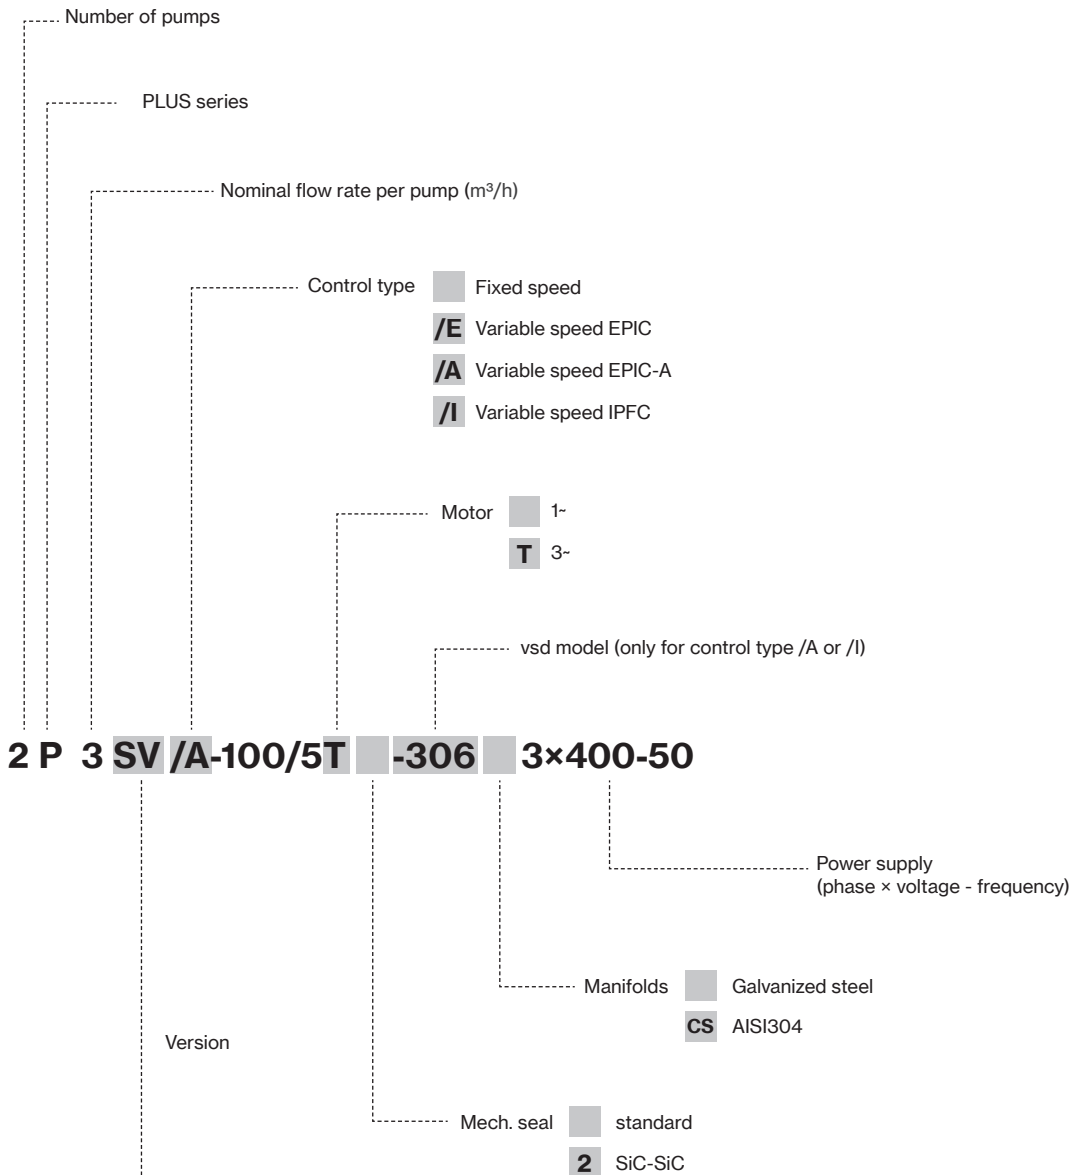 Number of pumps
PLUS series
Nominal flow rate per pump (m³/h)
Control type Fixed speed
/E Variable speed EPIC
/A Variable speed EPIC-A
/I Variable speed IPFC
Motor 1~
T 3~
vsd model (only for control type /A or /I)
2 P 3 SV /A-100/5T -306 3×400-50
Power supply
(phase × voltage - frequency)
Manifolds Galvanized steel
CS AISI304
Version
Mech. seal standard
2 SiC-SiC